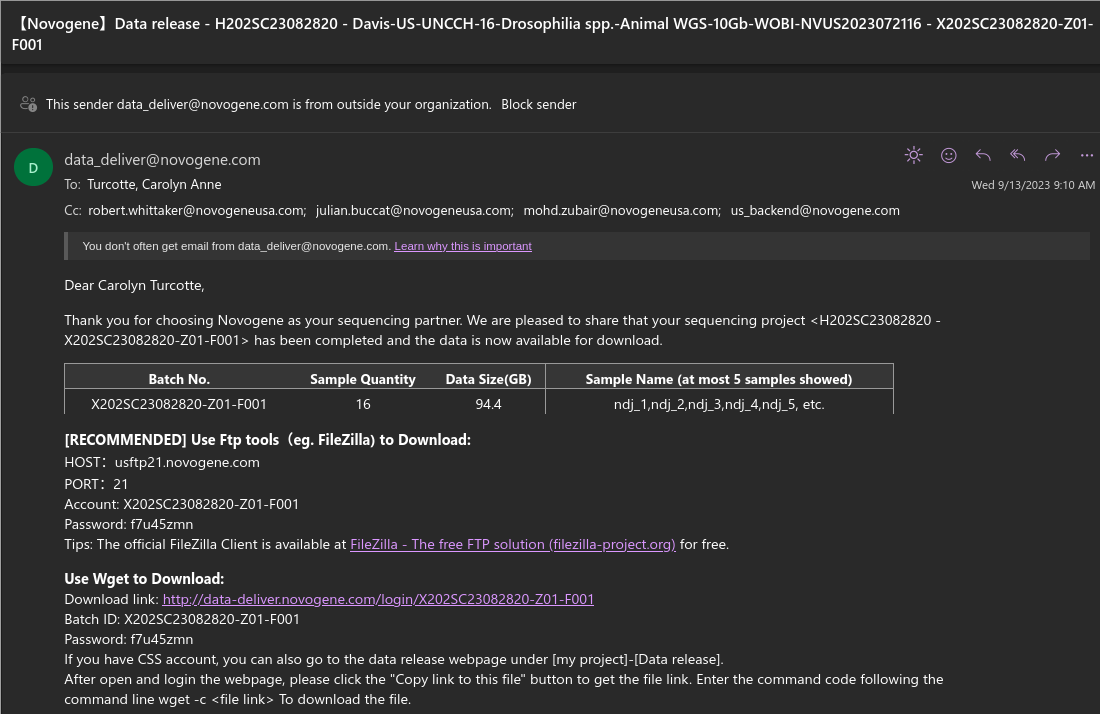 【Novogene】Data release - H202SC23082820 - Davis-US-UNCCH-16-Drosophilia spp.-Animal WGS-10Gb-WOBI-NVUS2023072116 - X202SC23082820-Z01-
F001
This sender data_deliver@novogene.com is from outside your organization. Block sender
D
data_deliver@novogene.com
To: Turcotte, Carolyn Anne
Wed 9/13/2023 9:10 AM
Cc: robert.whittaker@novogeneusa.com; julian.buccat@novogeneusa.com; mohd.zubair@novogeneusa.com; us_backend@novogene.com
You don't often get email from data_deliver@novogene.com. Learn why this is important
Dear Carolyn Turcotte,
Thank you for choosing Novogene as your sequencing partner. We are pleased to share that your sequencing project <H202SC23082820 -
X202SC23082820-Z01-F001> has been completed and the data is now available for download.
Batch No. Sample Quantity Data Size(GB) Sample Name (at most 5 samples showed)
X202SC23082820-Z01-F001 16 94.4 ndj_1,ndj_2,ndj_3,ndj_4,ndj_5, etc.
[RECOMMENDED] Use Ftp tools（eg. FileZilla) to Download:
HOST：usftp21.novogene.com
PORT：21
Account: X202SC23082820-Z01-F001
Password: f7u45zmn
Tips: The official FileZilla Client is available at FileZilla - The free FTP solution (filezilla-project.org) for free.
Use Wget to Download:
Download link: http://data-deliver.novogene.com/login/X202SC23082820-Z01-F001
Batch ID: X202SC23082820-Z01-F001
Password: f7u45zmn
If you have CSS account, you can also go to the data release webpage under [my project]-[Data release].
After open and login the webpage, please click the "Copy link to this file" button to get the file link. Enter the command code following the
command line wget -c <file link> To download the file.